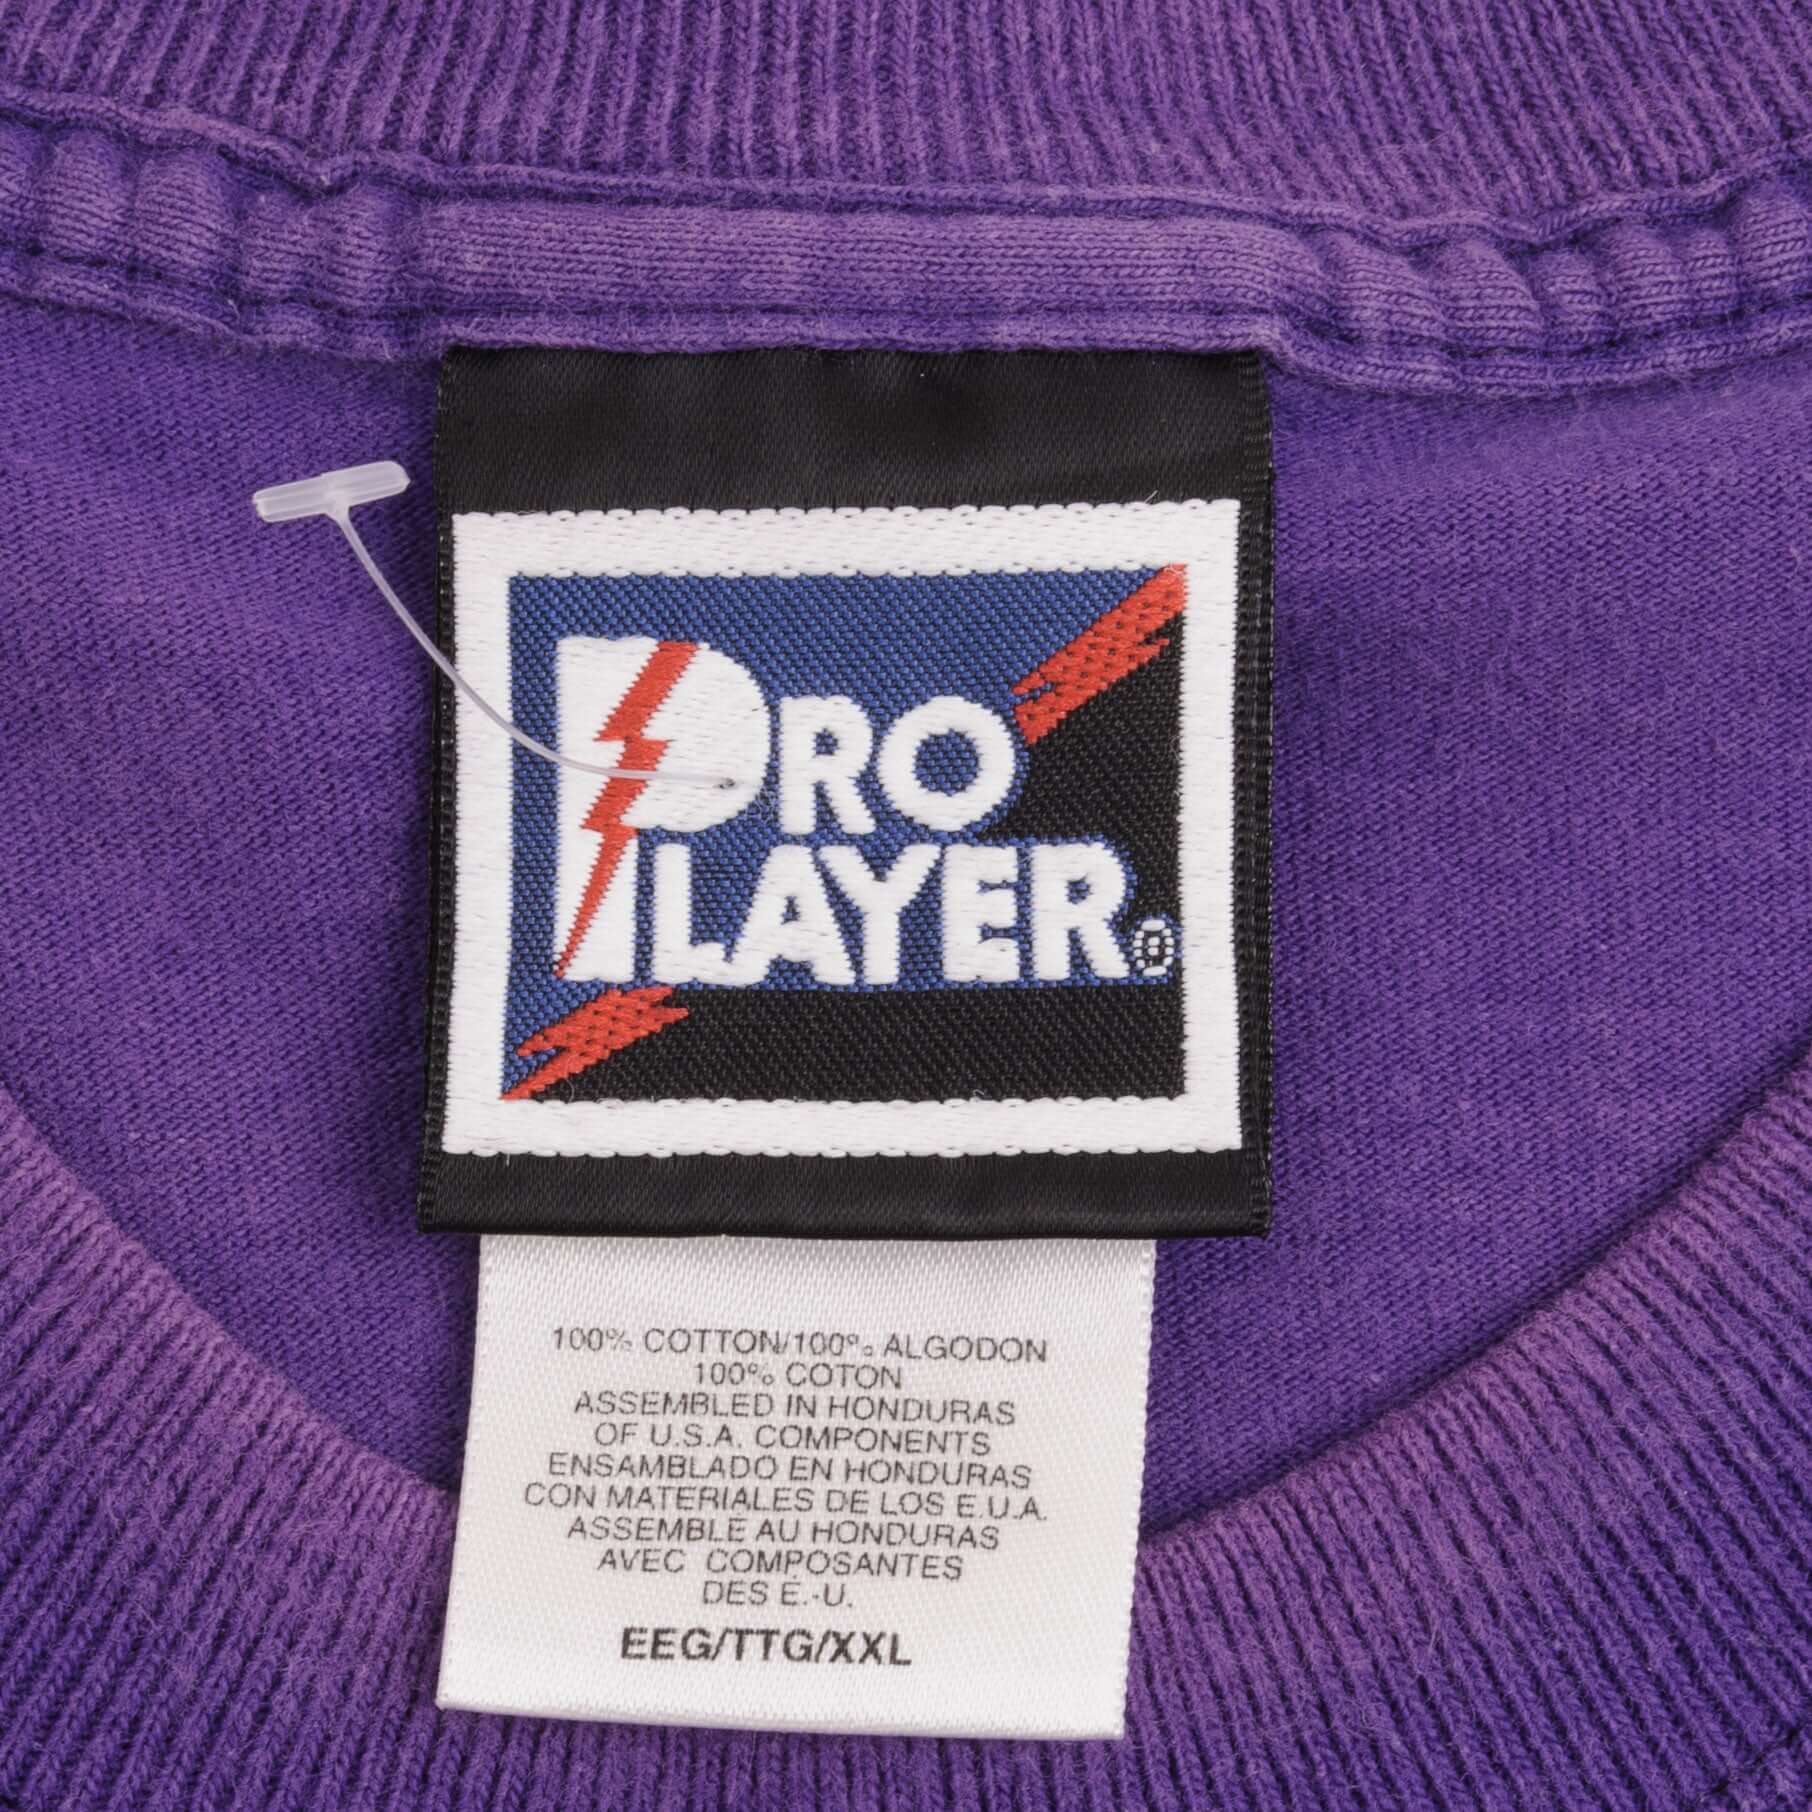 PRO
PLAYER®
100% COTTON/100% ALGODON
100% COTON
ASSEMBLED IN HONDURAS
OF U.S.A. COMPONENTS
ENSAMBLADO EN HONDURAS
CON MATERIALES DE LOS E.U.A.
ASSEMBLE AU HONDURAS
AVEC COMPOSANTES
DES É.-U.
EEG/TTG/XXL